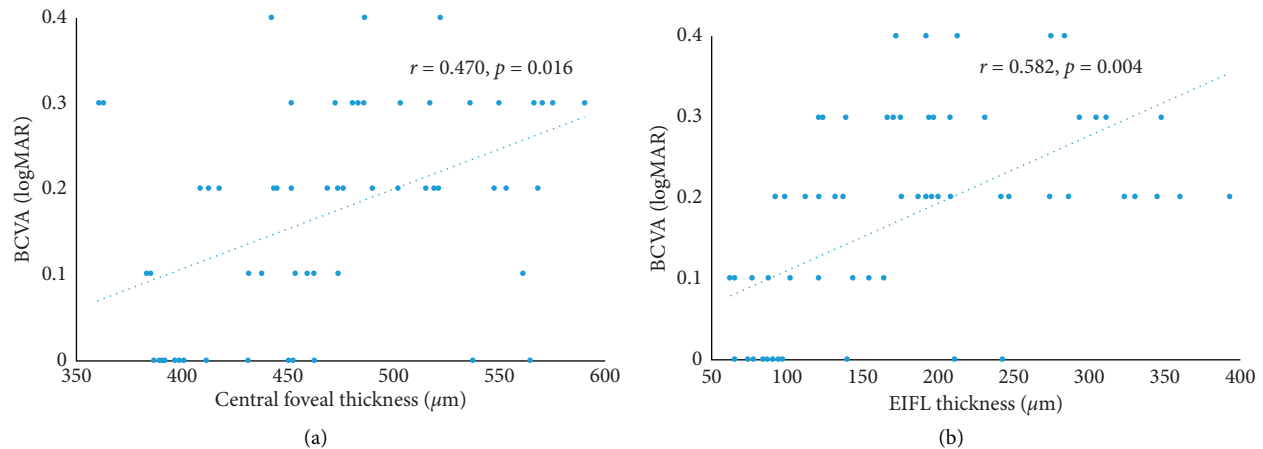 0.4
0.3
0.2
0.1
0
BCVA (logMAR)
r = 0.470, p = 0.016
350 400 450 500 550 600
Central foveal thickness (μm)
(a)
0.4
0.3
0.2
0.1
0
BCVA (logMAR)
r = 0.582, p = 0.004
50 100 150 200 250 300 350 400
EIFL thickness (μm)
(b)